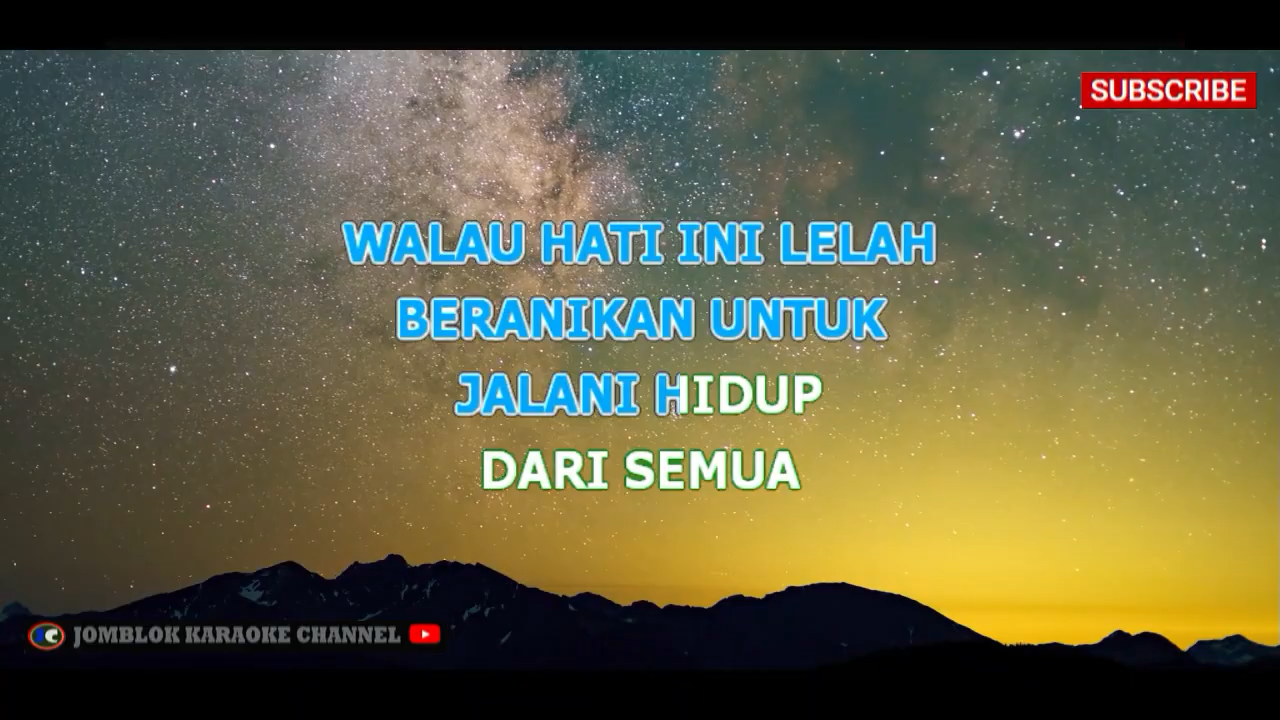 SUBSCRIBE
WALAU HATI INI LELAH
BERANIKAN UNTUK
JALANI HIDUP
DARI SEMUA
JOMBLOK KARAOKE CHANNEL